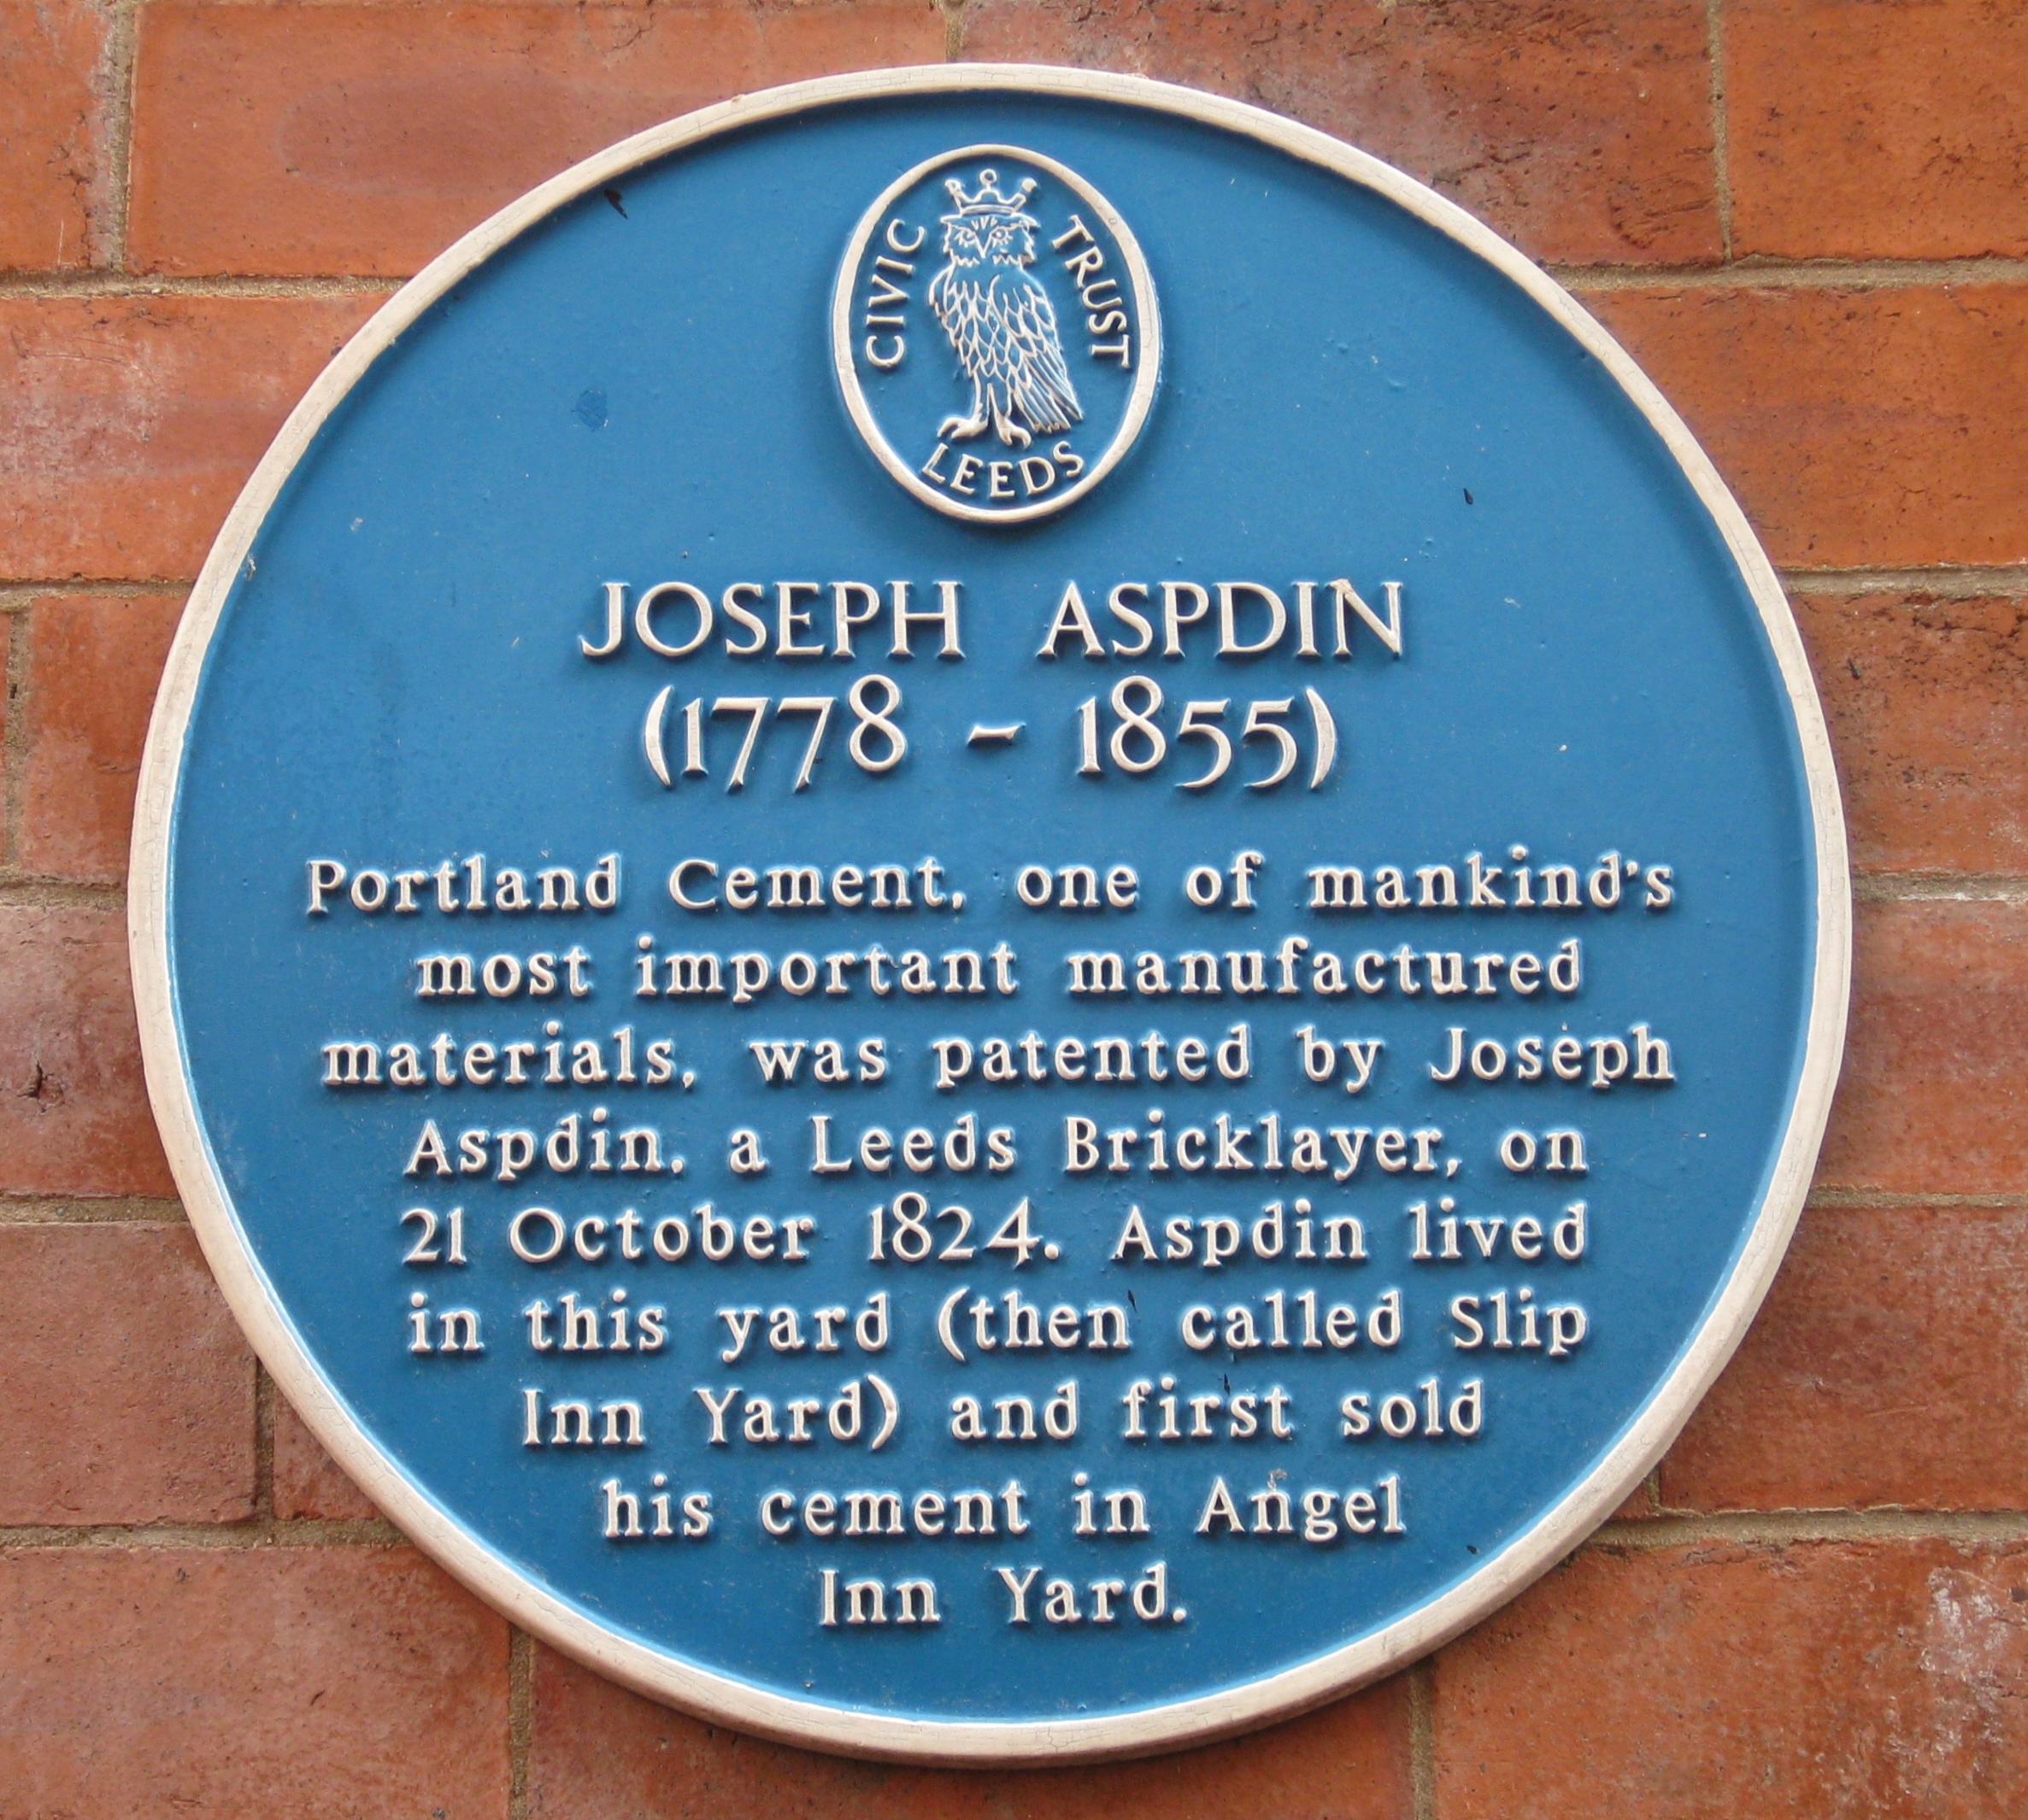 CIVIC TRUST
LEEDS
JOSEPH ASPDIN
(1778 - 1855)
Portland Cement, one of mankind's
most important manufactured
materials, was patented by Joseph
Aspdin, a Leeds Bricklayer, on
21 October 1824. Aspdin lived
in this yard (then called Slip
Inn Yard) and first sold
his cement in Angel
Inn Yard.